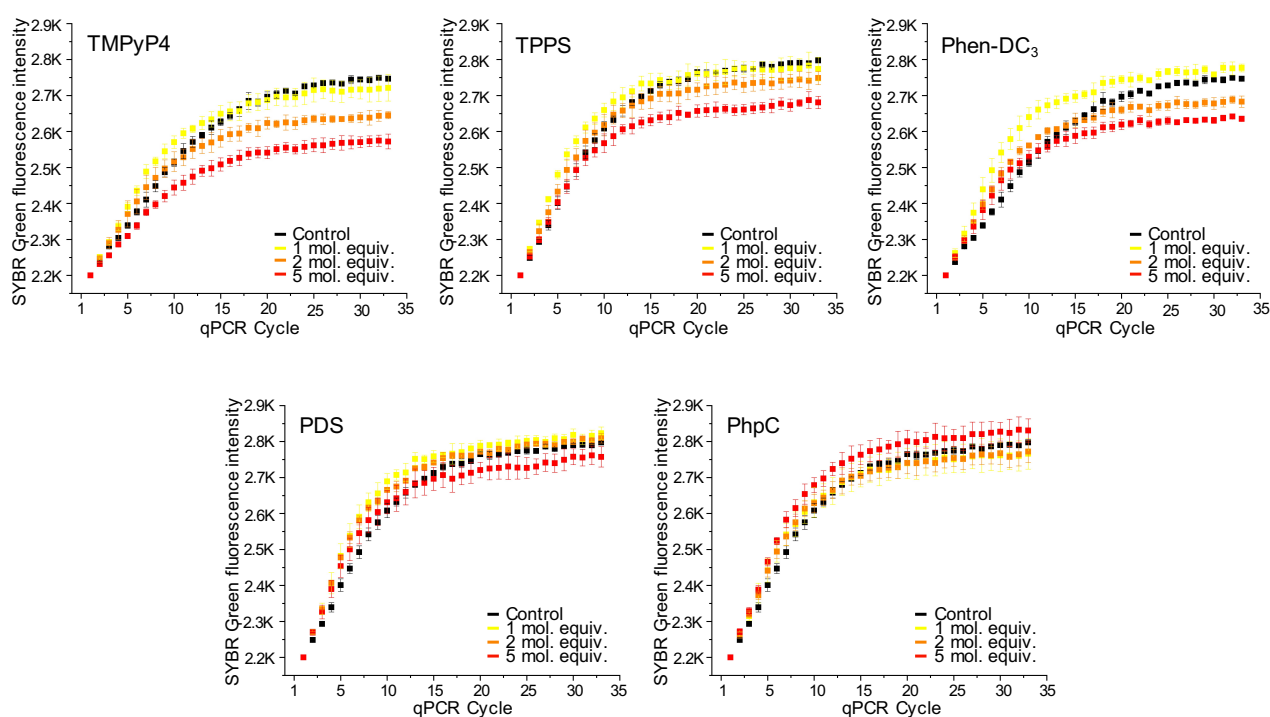 TMPyP4
SYBR Green fluorescence intensity
2.9K
2.8K
2.7K
2.6K
2.5K
2.4K
2.3K
2.2K
Control
1 mol. equiv.
2 mol. equiv.
5 mol. equiv.
1 5 10 15 20 25 30 35
qPCR Cycle
TPPS
SYBR Green fluorescence intensity
2.9K
2.8K
2.7K
2.6K
2.5K
2.4K
2.3K
2.2K
Control
1 mol. equiv.
2 mol. equiv.
5 mol. equiv.
1 5 10 15 20 25 30 35
qPCR Cycle
Phen-DC₃
SYBR Green fluorescence intensity
2.9K
2.8K
2.7K
2.6K
2.5K
2.4K
2.3K
2.2K
Control
1 mol. equiv.
2 mol. equiv.
5 mol. equiv.
1 5 10 15 20 25 30 35
qPCR Cycle
PDS
SYBR Green fluorescence intensity
2.9K
2.8K
2.7K
2.6K
2.5K
2.4K
2.3K
2.2K
Control
1 mol. equiv.
2 mol. equiv.
5 mol. equiv.
1 5 10 15 20 25 30 35
qPCR Cycle
PhpC
SYBR Green fluorescence intensity
2.9K
2.8K
2.7K
2.6K
2.5K
2.4K
2.3K
2.2K
Control
1 mol. equiv.
2 mol. equiv.
5 mol. equiv.
1 5 10 15 20 25 30 35
qPCR Cycle